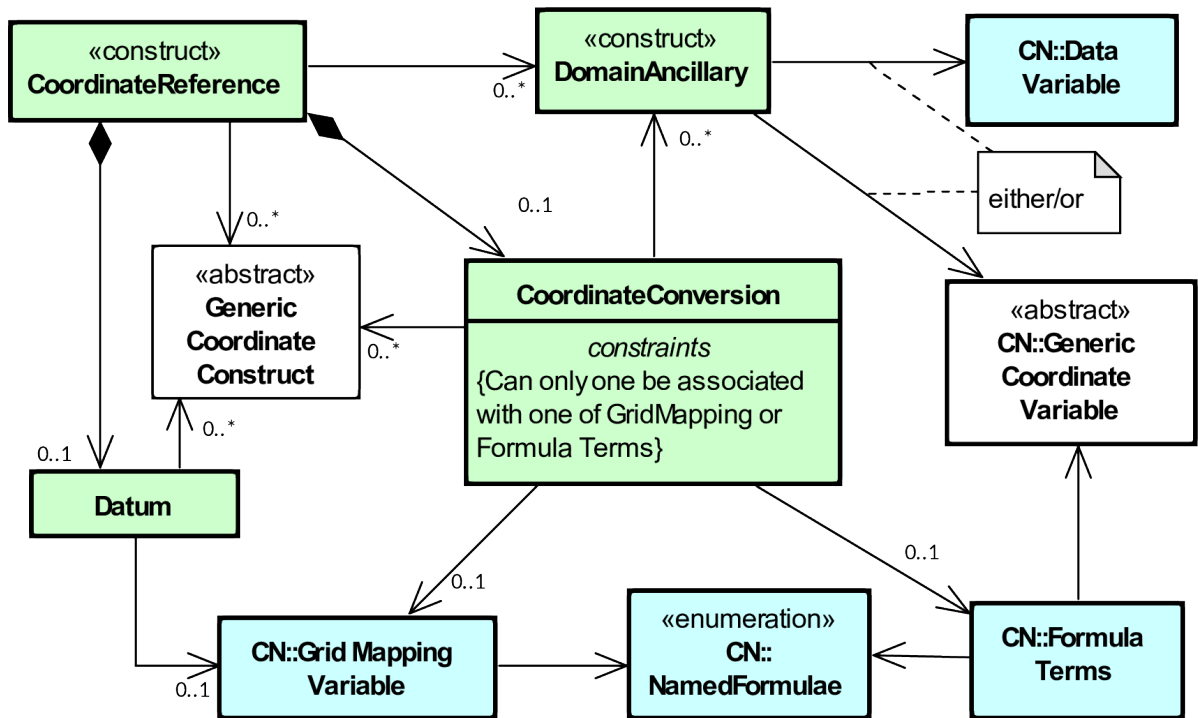 «construct»
CoordinateReference
«construct»
DomainAncillary
CN::Data
Variable
0..*
0..*
either/or
0..1
0..*
«abstract»
Generic
Coordinate
Construct
0..*
CoordinateConversion
constraints
{Can only one be associated
with one of GridMapping or
Formula Terms}
«abstract»
CN::Generic
Coordinate
Variable
0..*
0..1
Datum
0..1
0..1
0..1
CN::Grid Mapping
Variable
«enumeration»
CN::
NamedFormulae
CN::Formula
Terms